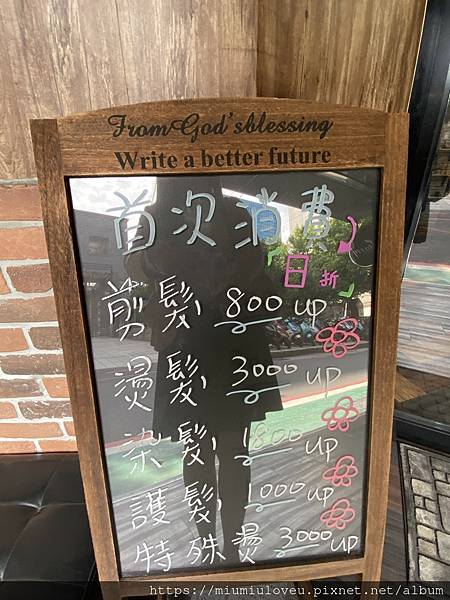 From God'sblessing
Write a better future
首次消費
8折
剪髮 800 up
燙髮 3000 up
染髮 1800 up
護髮 1000 up
特殊燙 3000 up
https://miumiuloveu.pixnet.net/album